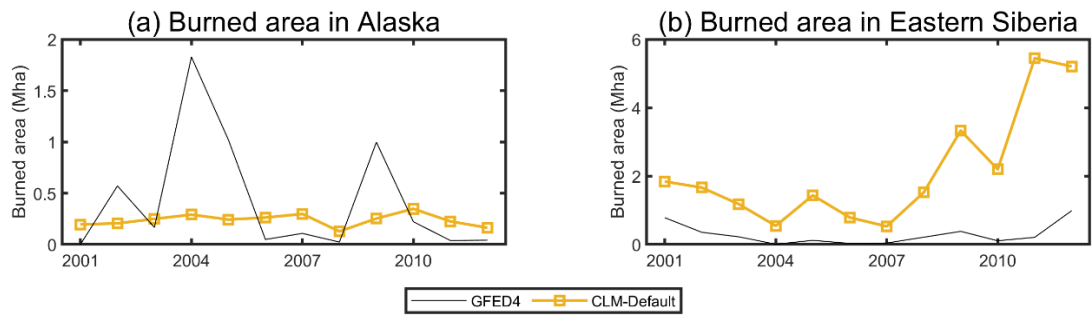 (a) Burned area in Alaska
Burned area (Mha)
2
1.5
1
0.5
0
2001 2004 2007 2010
(b) Burned area in Eastern Siberia
Burned area (Mha)
6
4
2
0
2001 2004 2007 2010
GFED4 CLM-Default